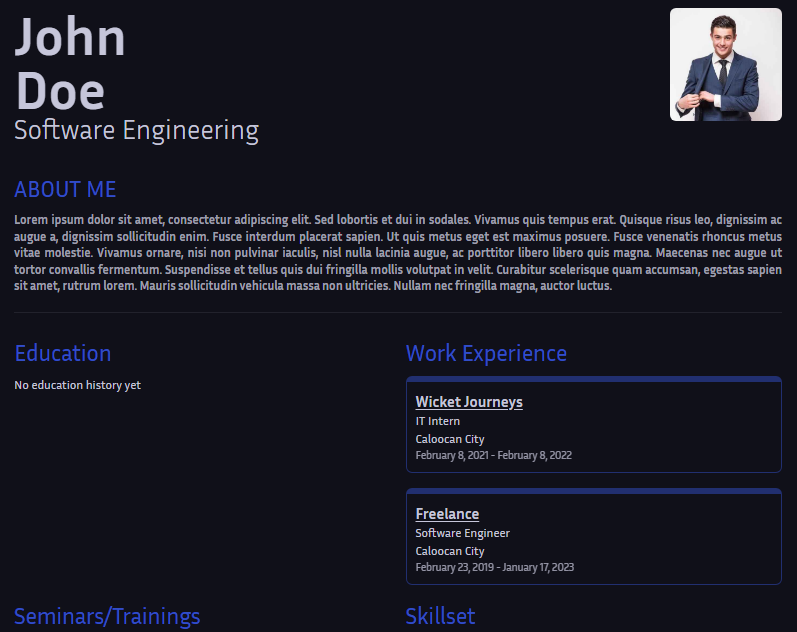 John
Doe
Software Engineering
ABOUT ME
Lorem ipsum dolor sit amet, consectetur adipiscing elit. Sed lobortis et dui in sodales. Vivamus quis tempus erat. Quisque risus leo, dignissim ac
augue a, dignissim sollicitudin enim. Fusce interdum placerat sapien. Ut quis metus eget est maximus posuere. Fusce venenatis rhoncus metus
vitae molestie. Vivamus ornare, nisi non pulvinar iaculis, nisl nulla lacinia augue, ac porttitor libero libero quis magna. Maecenas nec augue ut
tortor convallis fermentum. Suspendisse et tellus quis dui fringilla mollis volutpat in velit. Curabitur scelerisque quam accumsan, egestas sapien
sit amet, rutrum lorem. Mauris sollicitudin vehicula massa non ultricies. Nullam nec fringilla magna, auctor luctus.
Education
No education history yet
Work Experience
Wicket Journeys
IT Intern
Caloocan City
February 8, 2021 - February 8, 2022
Freelance
Software Engineer
Caloocan City
February 23, 2019 - January 17, 2023
Seminars/Trainings
Skillset